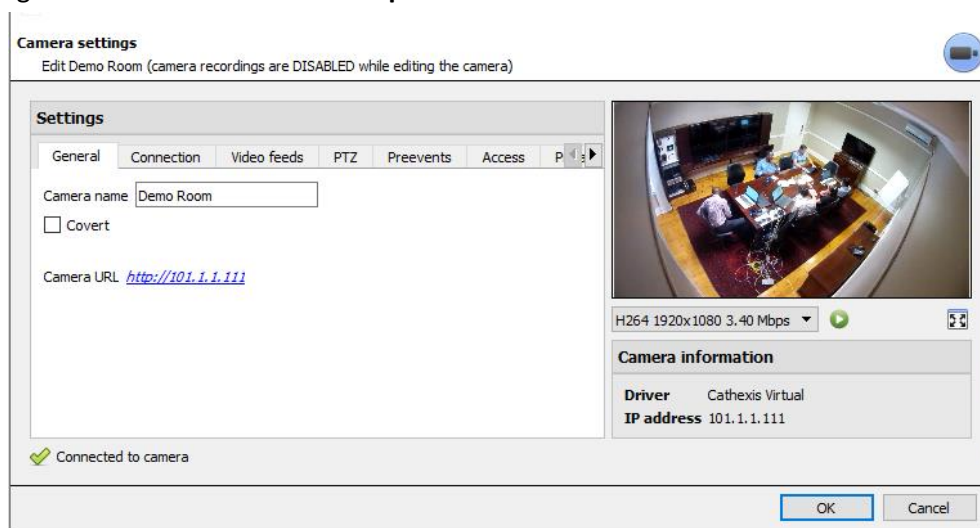 Camera settings
Edit Demo Room (camera recordings are DISABLED while editing the camera)
Settings
General Connection Video feeds PTZ Preevents Access
Camera name Demo Room
Covert
Camera URL http://101.1.1.111
H264 1920x1080 3.40 Mbps
Camera information
Driver Cathexis Virtual
IP address 101.1.1.111
Connected to camera
OK Cancel